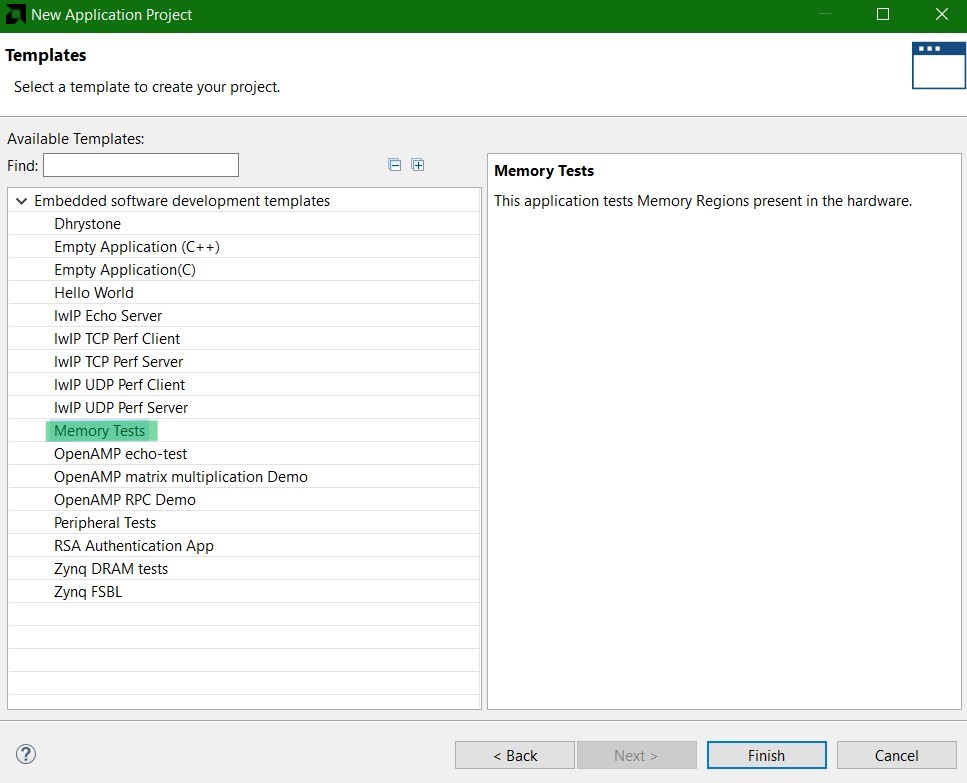 New Application Project
Templates
Select a template to create your project.
Available Templates:
Find:
Embedded software development templates
Dhrystone
Empty Application (C++)
Empty Application(C)
Hello World
lwIP Echo Server
lwIP TCP Perf Client
lwIP TCP Perf Server
lwIP UDP Perf Client
lwIP UDP Perf Server
Memory Tests
OpenAMP echo-test
OpenAMP matrix multiplication Demo
OpenAMP RPC Demo
Peripheral Tests
RSA Authentication App
Zynq DRAM tests
Zynq FSBL
Memory Tests
This application tests Memory Regions present in the hardware.
?
< Back
Next >
Finish
Cancel